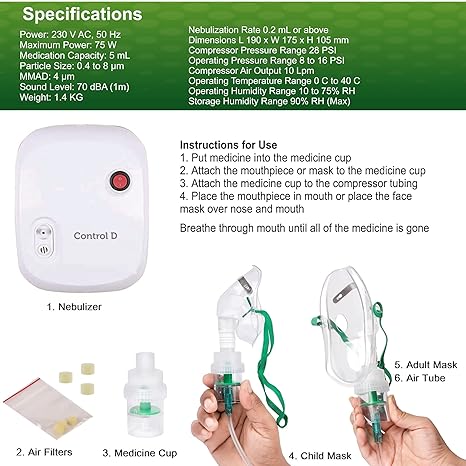 Specifications
Power: 230 V AC, 50 Hz
Maximum Power: 75 W
Medication Capacity: 5 mL
Particle Size: 0.4 to 8 µm
MMAD: 4 µm
Sound Level: 70 dBA (1m)
Weight: 1.4 KG
Nebulization Rate 0.2 mL or above
Dimensions L 190 x W 175 x H 105 mm
Compressor Pressure Range 28 PSI
Operating Pressure Range 8 to 16 PSI
Compressor Air Output 10 Lpm
Operating Temperature Range 0 C to 40 C
Operating Humidity Range 10 to 75% RH
Storage Humidity Range 90% RH (Max)
Instructions for Use
1. Put medicine into the medicine cup
2. Attach the mouthpiece or mask to the medicine cup
3. Attach the medicine cup to the compressor tubing
4. Place the mouthpiece in mouth or place the face
mask over nose and mouth
Breathe through mouth until all of the medicine is gone
Control D
1. Nebulizer
2. Air Filters
3. Medicine Cup
4. Child Mask
5. Adult Mask
6. Air Tube